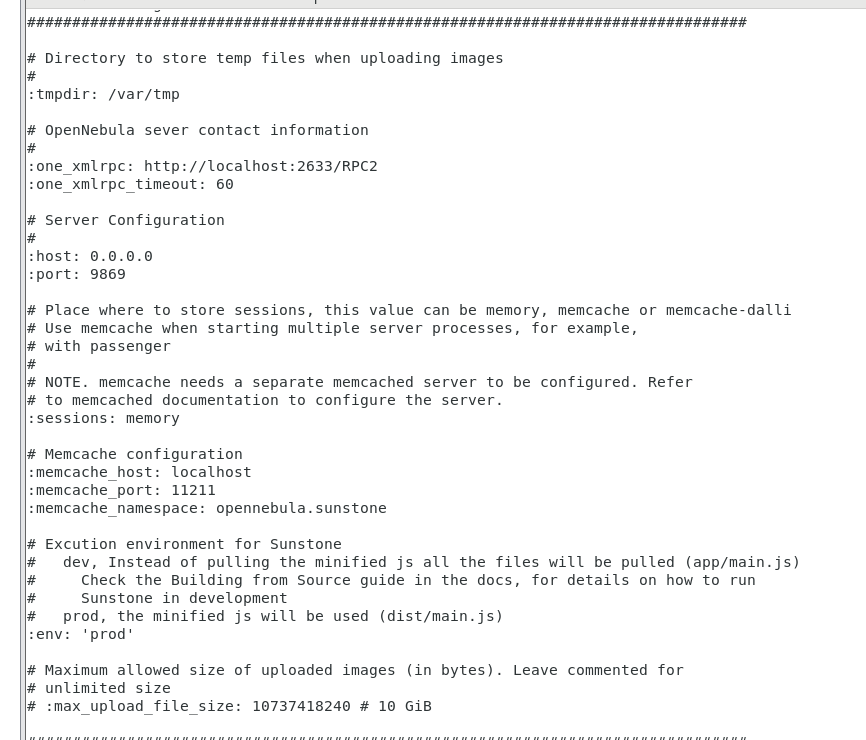 ################################################################################
# Directory to store temp files when uploading images
#
:tmpdir: /var/tmp
# OpenNebula sever contact information
#
:one_xmlrpc: http://localhost:2633/RPC2
:one_xmlrpc_timeout: 60
# Server Configuration
#
:host: 0.0.0.0
:port: 9869
# Place where to store sessions, this value can be memory, memcache or memcache-dalli
# Use memcache when starting multiple server processes, for example,
# with passenger
#
# NOTE. memcache needs a separate memcached server to be configured. Refer
# to memcached documentation to configure the server.
:sessions: memory
# Memcache configuration
:memcache_host: localhost
:memcache_port: 11211
:memcache_namespace: opennebula.sunstone
# Excution environment for Sunstone
#   dev, Instead of pulling the minified js all the files will be pulled (app/main.js)
#     Check the Building from Source guide in the docs, for details on how to run
#     Sunstone in development
#   prod, the minified js will be used (dist/main.js)
:env: 'prod'
# Maximum allowed size of uploaded images (in bytes). Leave commented for
# unlimited size
# :max_upload_file_size: 10737418240 # 10 GiB
################################################################################